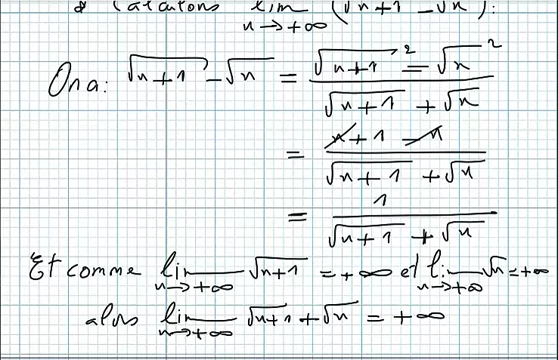 Calculons lim n→+∞ (√n+1 − √n) :
On a : √n+1 − √n = (√n+1² − √n²) / (√n+1 + √n)
= (n+1 − n) / (√n+1 + √n)
= 1 / (√n+1 + √n)
Et comme lim n→+∞ √n+1 = +∞ et lim n→+∞ √n = +∞
alors lim n→+∞ √n+1 + √n = +∞